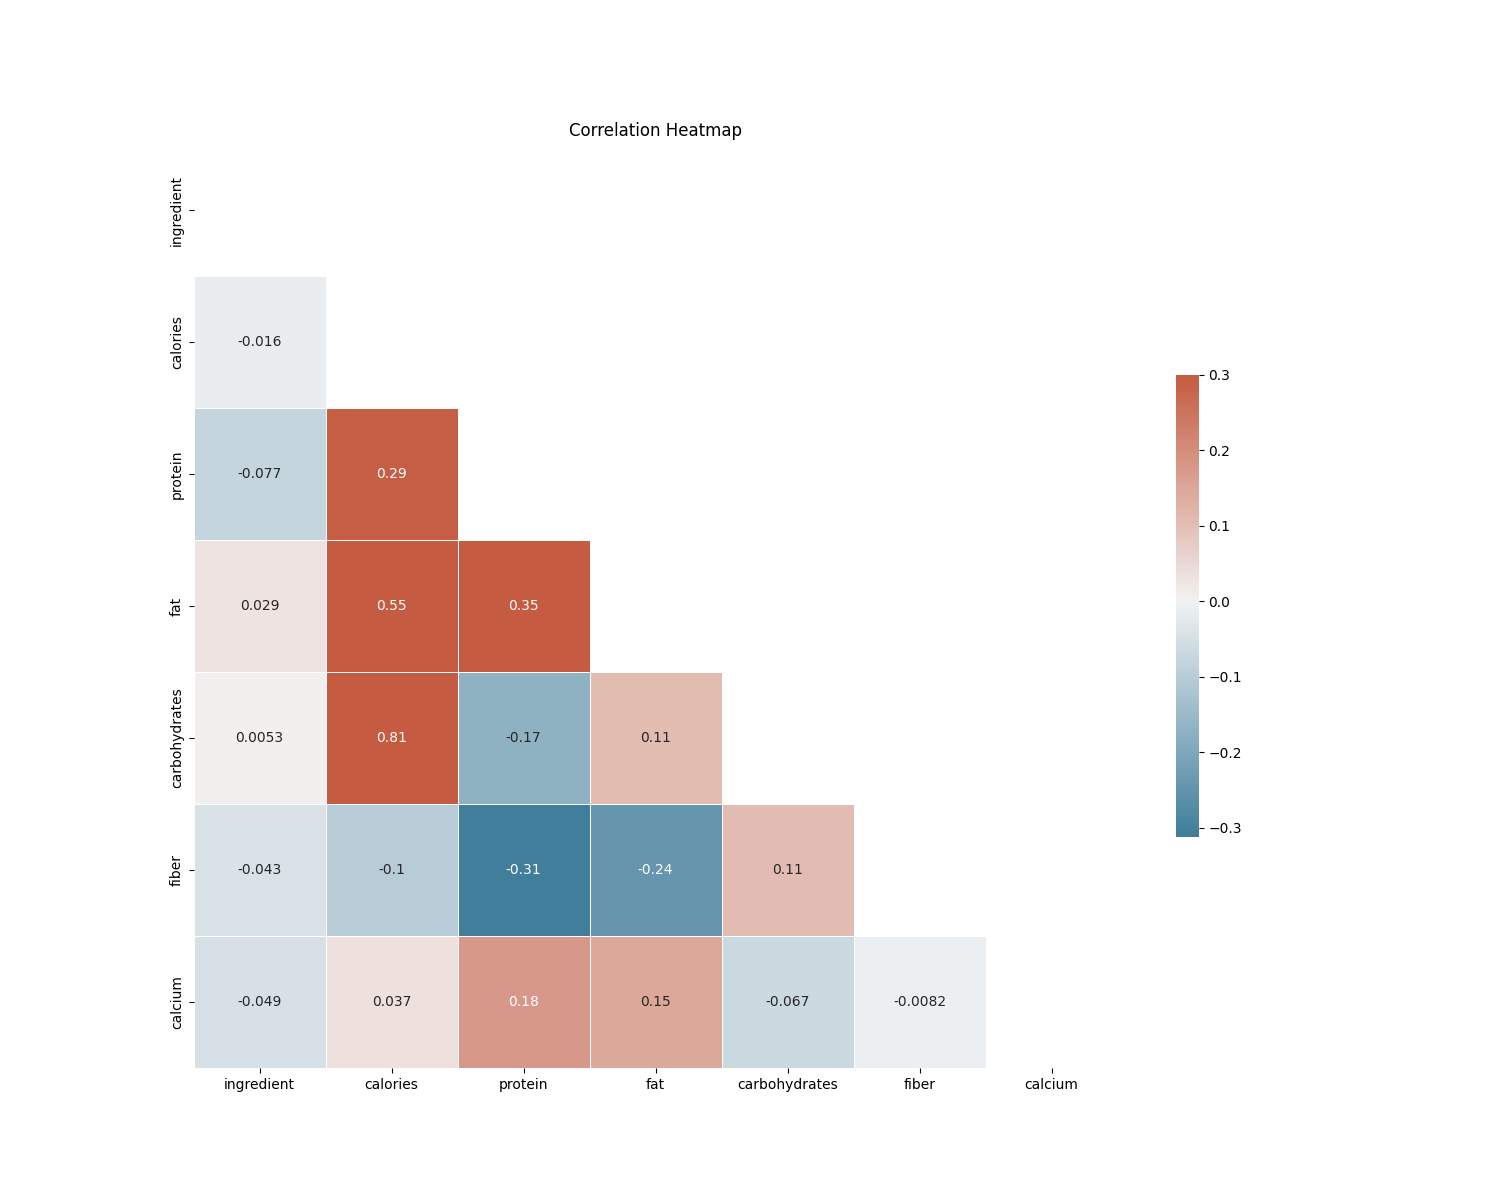 Correlation Heatmap
ingredient
calories
-0.016
protein
-0.077 0.29
fat
0.029 0.55 0.35
carbohydrates
0.0053 0.81 -0.17 0.11
fiber
-0.043 -0.1 -0.31 -0.24 0.11
calcium
-0.049 0.037 0.18 0.15 -0.067 -0.0082
ingredient calories protein fat carbohydrates fiber calcium
0.3
0.2
0.1
0.0
−0.1
−0.2
−0.3